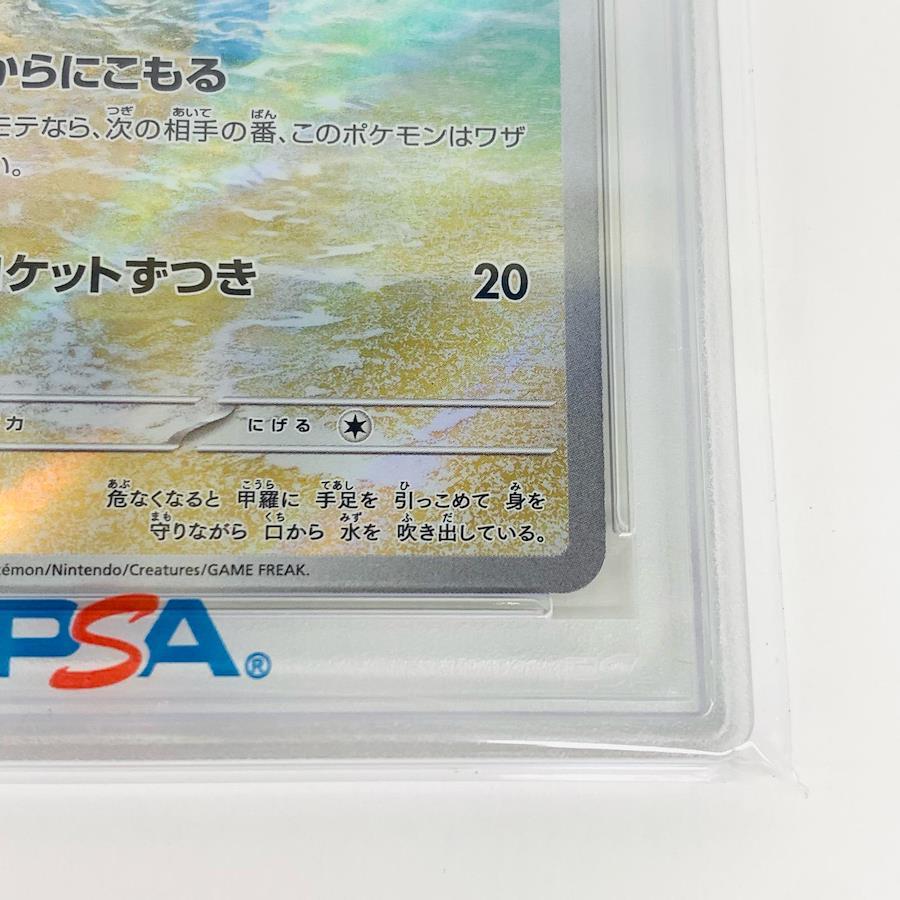 からにこもる
モテなら、次の相手の番、このポケモンはワザ
い。
ケットずつき 20
力 にげる
危なくなると 甲羅に 手足を 引っこめて 身を
守りながら 口から 水を 吹き出している。
émon/Nintendo/Creatures/GAME FREAK.
PSA®